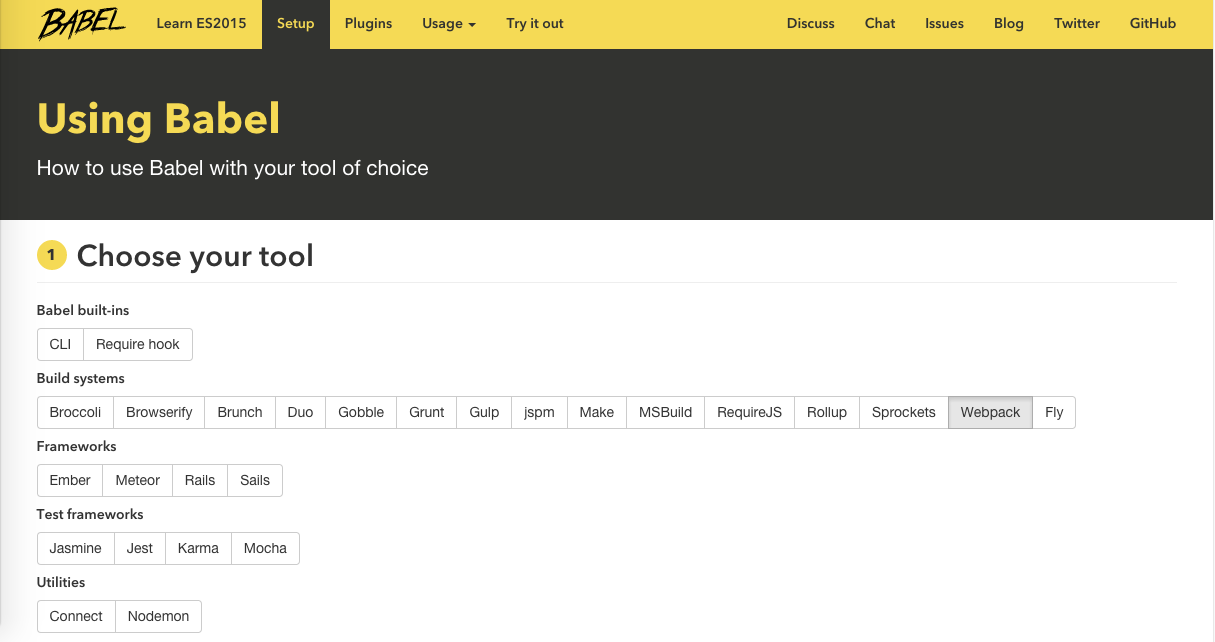 BABEL Learn ES2015 Setup Plugins Usage Try it out Discuss Chat Issues Blog Twitter GitHub
Using Babel
How to use Babel with your tool of choice
1 Choose your tool
Babel built-ins
CLI Require hook
Build systems
Broccoli Browserify Brunch Duo Gobble Grunt Gulp jspm Make MSBuild RequireJS Rollup Sprockets Webpack Fly
Frameworks
Ember Meteor Rails Sails
Test frameworks
Jasmine Jest Karma Mocha
Utilities
Connect Nodemon